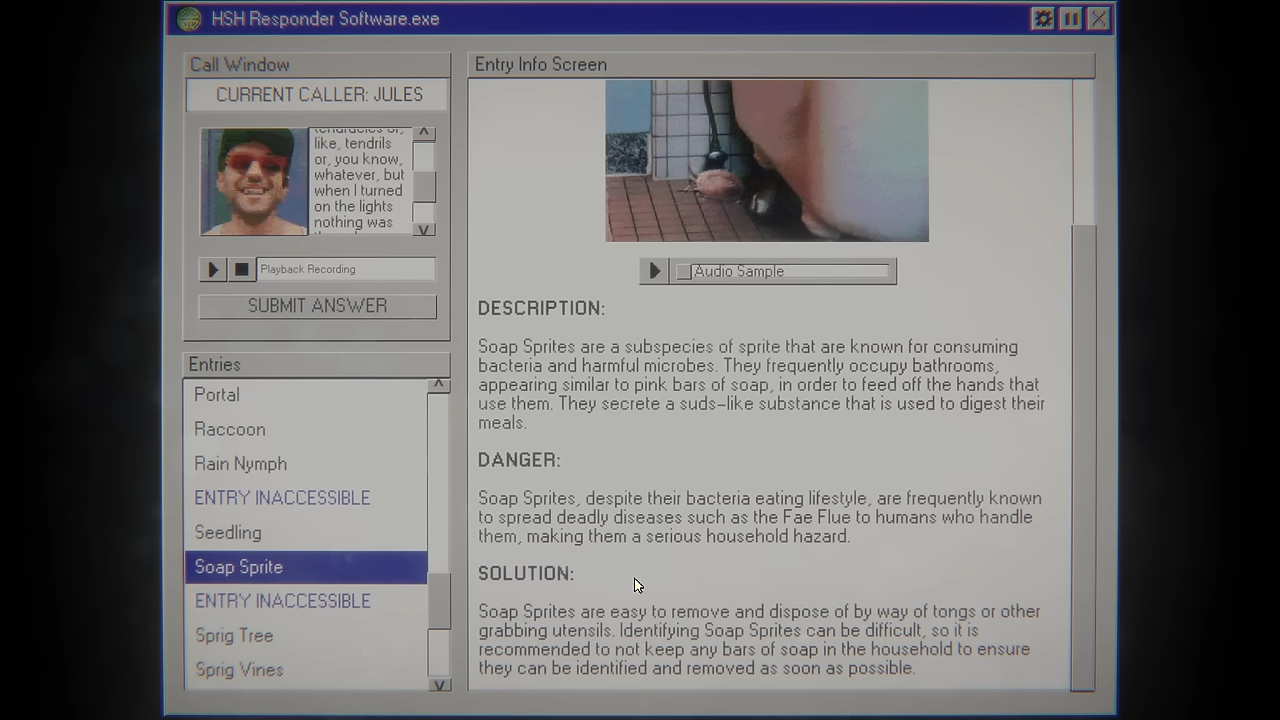 HSH Responder Software.exe
Call Window
CURRENT CALLER: JULES
like, tendrils
or, you know,
whatever, but
when I turned
on the lights
nothing was
Playback Recording
SUBMIT ANSWER
Entries
Portal
Raccoon
Rain Nymph
ENTRY INACCESSIBLE
Seedling
Soap Sprite
ENTRY INACCESSIBLE
Sprig Tree
Sprig Vines
Entry Info Screen
Audio Sample
DESCRIPTION:
Soap Sprites are a subspecies of sprite that are known for consuming
bacteria and harmful microbes. They frequently occupy bathrooms,
appearing similar to pink bars of soap, in order to feed off the hands that
use them. They secrete a suds-like substance that is used to digest their
meals.
DANGER:
Soap Sprites, despite their bacteria eating lifestyle, are frequently known
to spread deadly diseases such as the Fae Flue to humans who handle
them, making them a serious household hazard.
SOLUTION:
Soap Sprites are easy to remove and dispose of by way of tongs or other
grabbing utensils. Identifying Soap Sprites can be difficult, so it is
recommended to not keep any bars of soap in the household to ensure
they can be identified and removed as soon as possible.